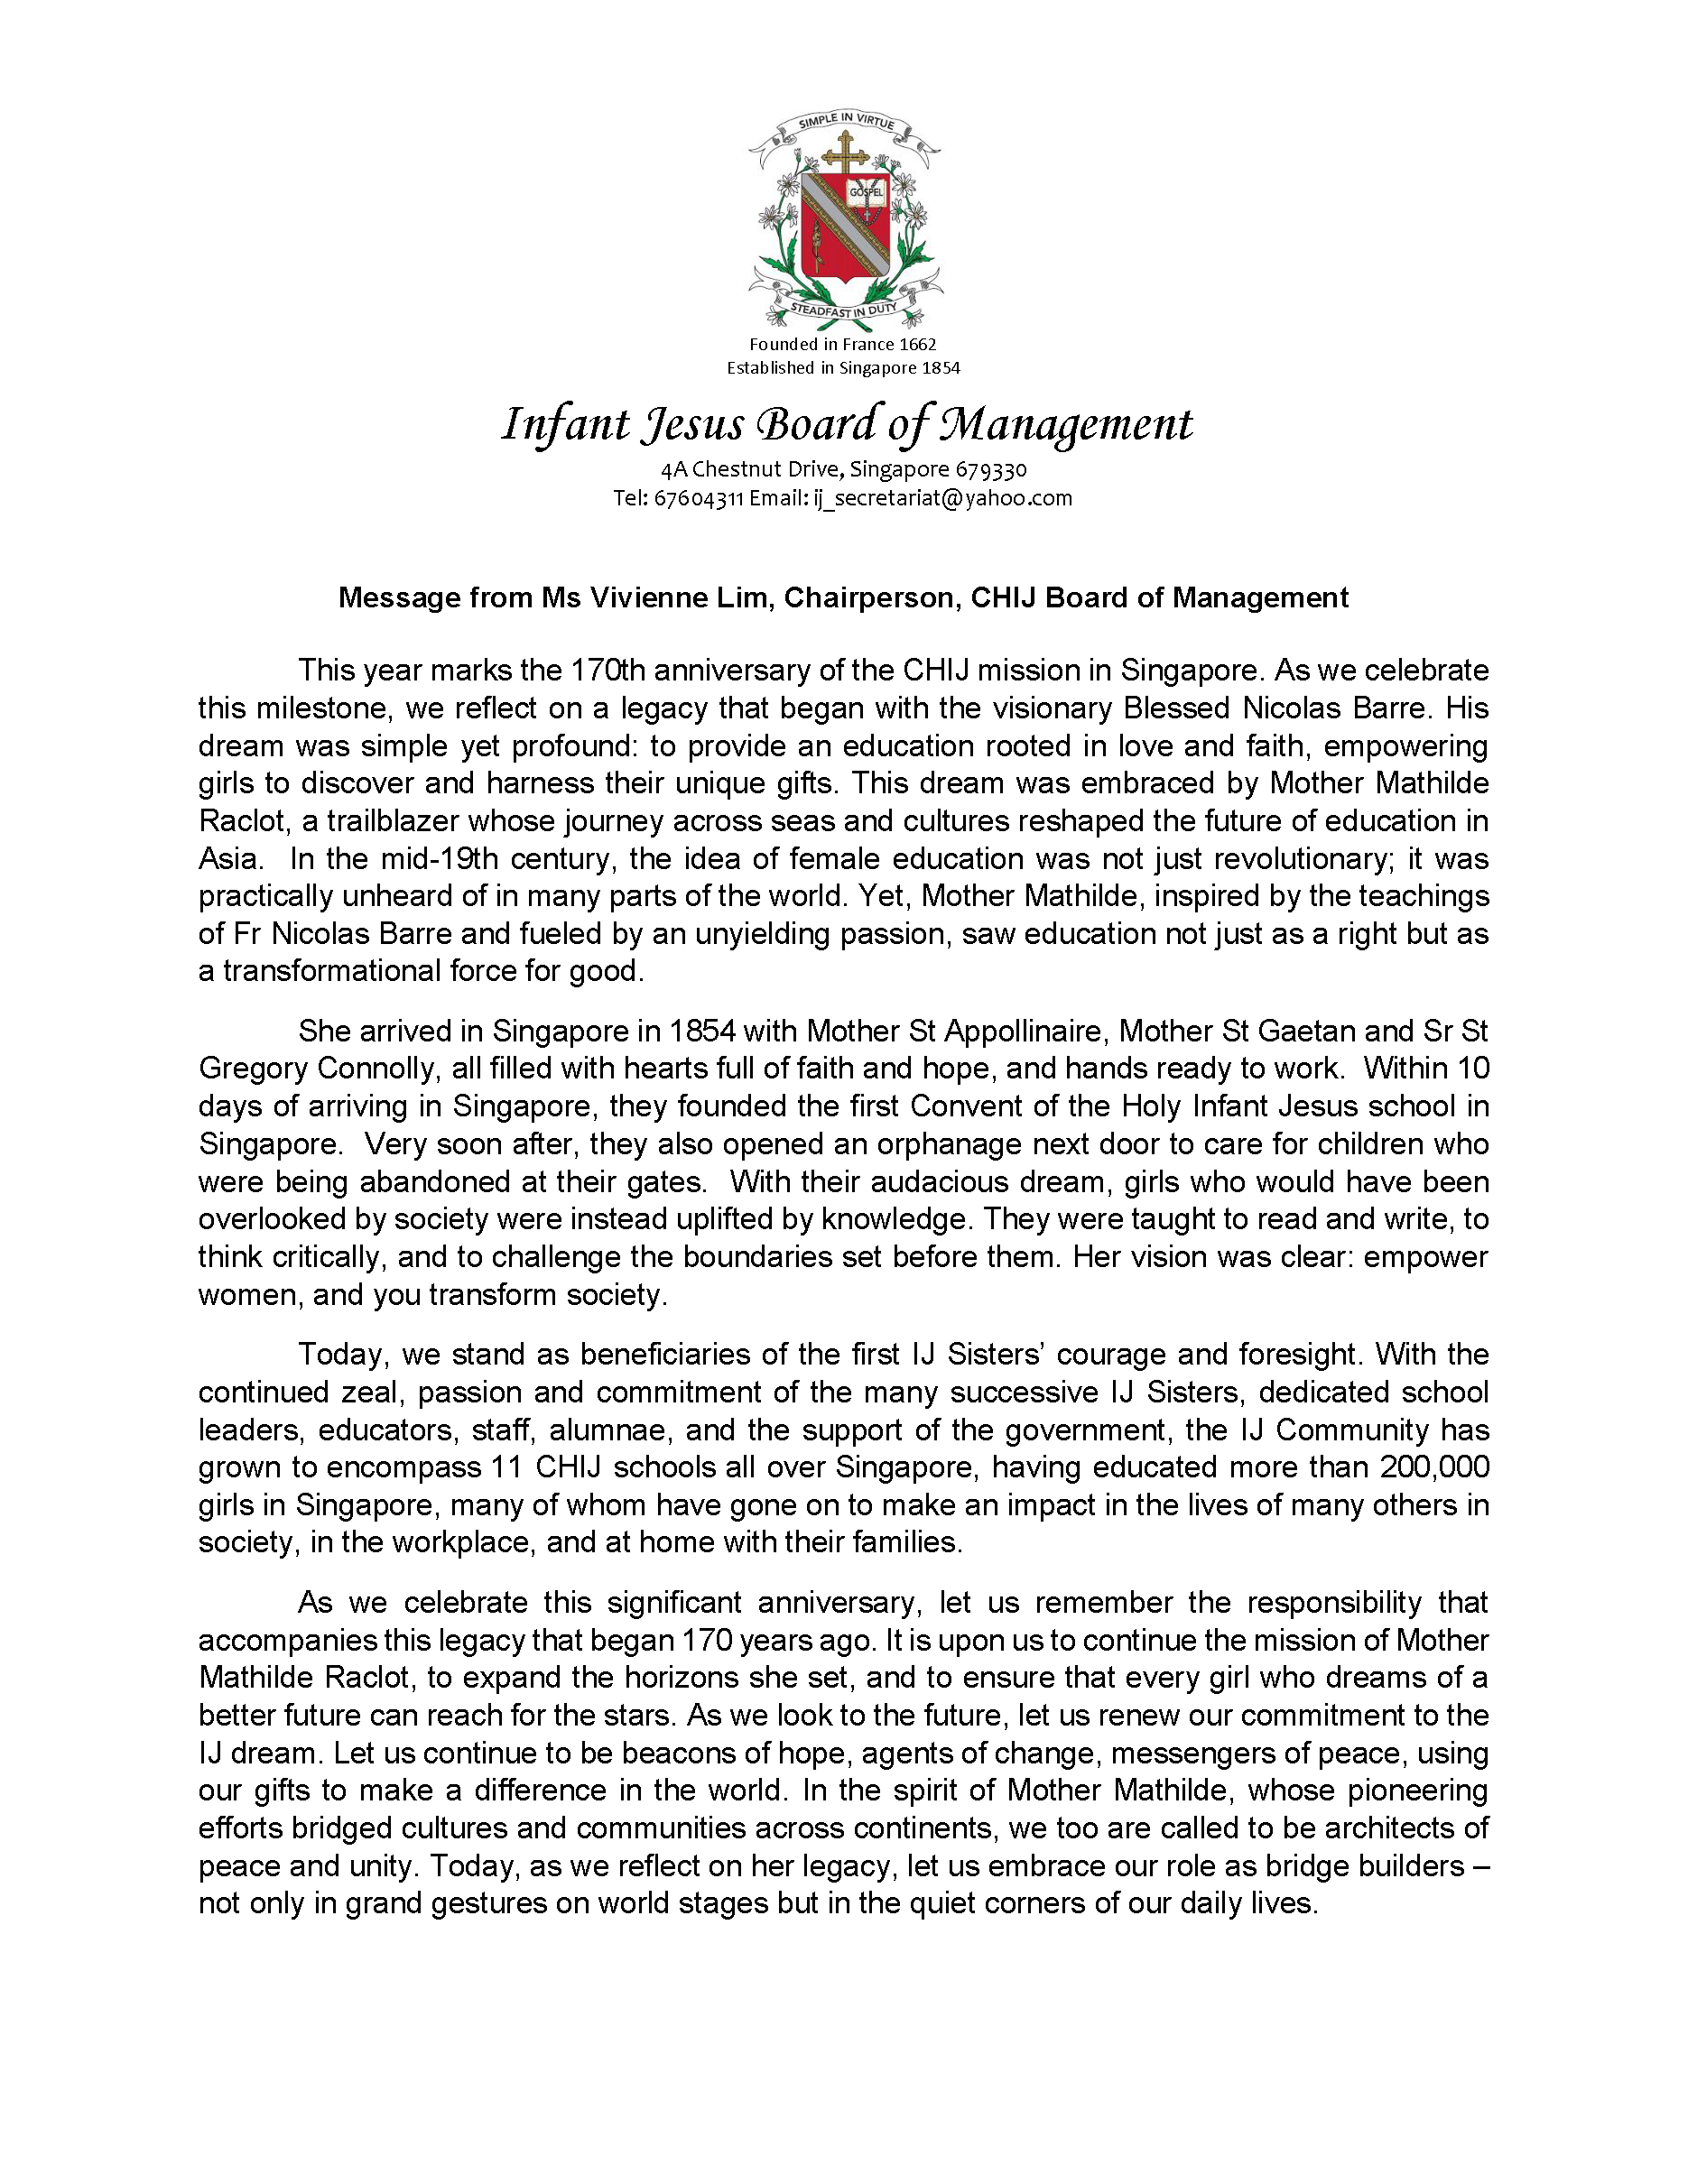 SIMPLE IN VIRTUE
GOSPEL
STEADFAST IN DUTY
Founded in France 1662
Established in Singapore 1854
Infant Jesus Board of Management
4A Chestnut Drive, Singapore 679330
Tel: 67604311 Email: ij_secretariat@yahoo.com
Message from Ms Vivienne Lim, Chairperson, CHIJ Board of Management
This year marks the 170th anniversary of the CHIJ mission in Singapore. As we celebrate
this milestone, we reflect on a legacy that began with the visionary Blessed Nicolas Barre. His
dream was simple yet profound: to provide an education rooted in love and faith, empowering
girls to discover and harness their unique gifts. This dream was embraced by Mother Mathilde
Raclot, a trailblazer whose journey across seas and cultures reshaped the future of education in
Asia.  In the mid-19th century, the idea of female education was not just revolutionary; it was
practically unheard of in many parts of the world. Yet, Mother Mathilde, inspired by the teachings
of Fr Nicolas Barre and fueled by an unyielding passion, saw education not just as a right but as
a transformational force for good.
She arrived in Singapore in 1854 with Mother St Appollinaire, Mother St Gaetan and Sr St
Gregory Connolly, all filled with hearts full of faith and hope, and hands ready to work.  Within 10
days of arriving in Singapore, they founded the first Convent of the Holy Infant Jesus school in
Singapore.  Very soon after, they also opened an orphanage next door to care for children who
were being abandoned at their gates.  With their audacious dream, girls who would have been
overlooked by society were instead uplifted by knowledge. They were taught to read and write, to
think critically, and to challenge the boundaries set before them. Her vision was clear: empower
women, and you transform society.
Today, we stand as beneficiaries of the first IJ Sisters’ courage and foresight. With the
continued zeal, passion and commitment of the many successive IJ Sisters, dedicated school
leaders, educators, staff, alumnae, and the support of the government, the IJ Community has
grown to encompass 11 CHIJ schools all over Singapore, having educated more than 200,000
girls in Singapore, many of whom have gone on to make an impact in the lives of many others in
society, in the workplace, and at home with their families.
As we celebrate this significant anniversary, let us remember the responsibility that
accompanies this legacy that began 170 years ago. It is upon us to continue the mission of Mother
Mathilde Raclot, to expand the horizons she set, and to ensure that every girl who dreams of a
better future can reach for the stars. As we look to the future, let us renew our commitment to the
IJ dream. Let us continue to be beacons of hope, agents of change, messengers of peace, using
our gifts to make a difference in the world. In the spirit of Mother Mathilde, whose pioneering
efforts bridged cultures and communities across continents, we too are called to be architects of
peace and unity. Today, as we reflect on her legacy, let us embrace our role as bridge builders –
not only in grand gestures on world stages but in the quiet corners of our daily lives.